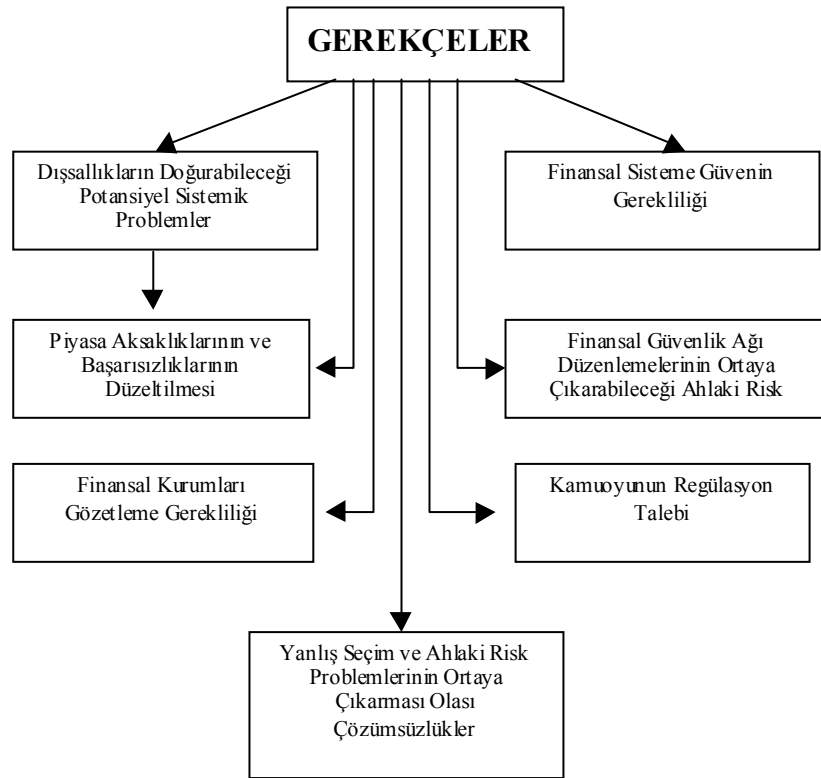 GEREKÇELER
Dışsallıkların Doğurabileceği
Potansiyel Sistemik
Problemler
Finansal Sisteme Güvenin
Gerekliliği
Piyasa Aksaklıklarının ve
Başarısızlıklarının
Düzeltilmesi
Finansal Güvenlik Ağı
Düzenlemelerinin Ortaya
Çıkarabileceği Ahlaki Risk
Finansal Kurumları
Gözetleme Gerekliliği
Kamuoyunun Regülasyon
Talebi
Yanlış Seçim ve Ahlaki Risk
Problemlerinin Ortaya
Çıkarması Olası
Çözümsüzlükler